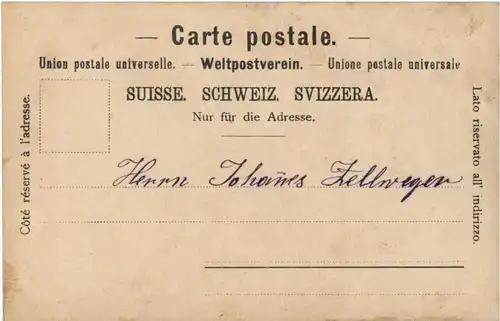 — Carte postale. —
Union postale universelle. — Weltpostverein. — Unione postale universale
SUISSE. SCHWEIZ. SVIZZERA.
Nur für die Adresse.
Côté réservé à l'adresse.
Lato riservato all' indirizzo.
Herrn Johañes Zellweger